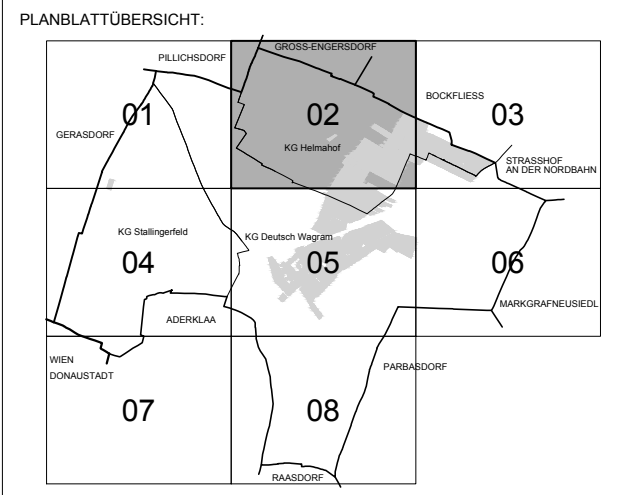 PLANBLATTÜBERSICHT:
PILLICHSDORF
GROSS-ENGERSDORF
BOCKFLIESS
01
02
03
GERASDORF
KG Helmahof
STRASSHOF
AN DER NORDBAHN
KG Stallingerfeld
KG Deutsch Wagram
04
05
06
MARKGRAFNEUSIEDL
ADERKLAA
WIEN
DONAUSTADT
PARBASDORF
07
08
RAASDORF